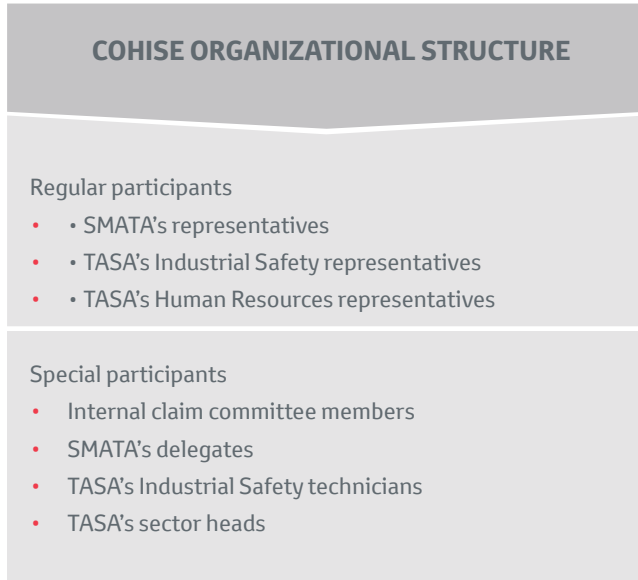 COHISE ORGANIZATIONAL STRUCTURE
Regular participants
• • SMATA’s representatives
• • TASA’s Industrial Safety representatives
• • TASA’s Human Resources representatives
Special participants
• Internal claim committee members
• SMATA’s delegates
• TASA’s Industrial Safety technicians
• TASA’s sector heads